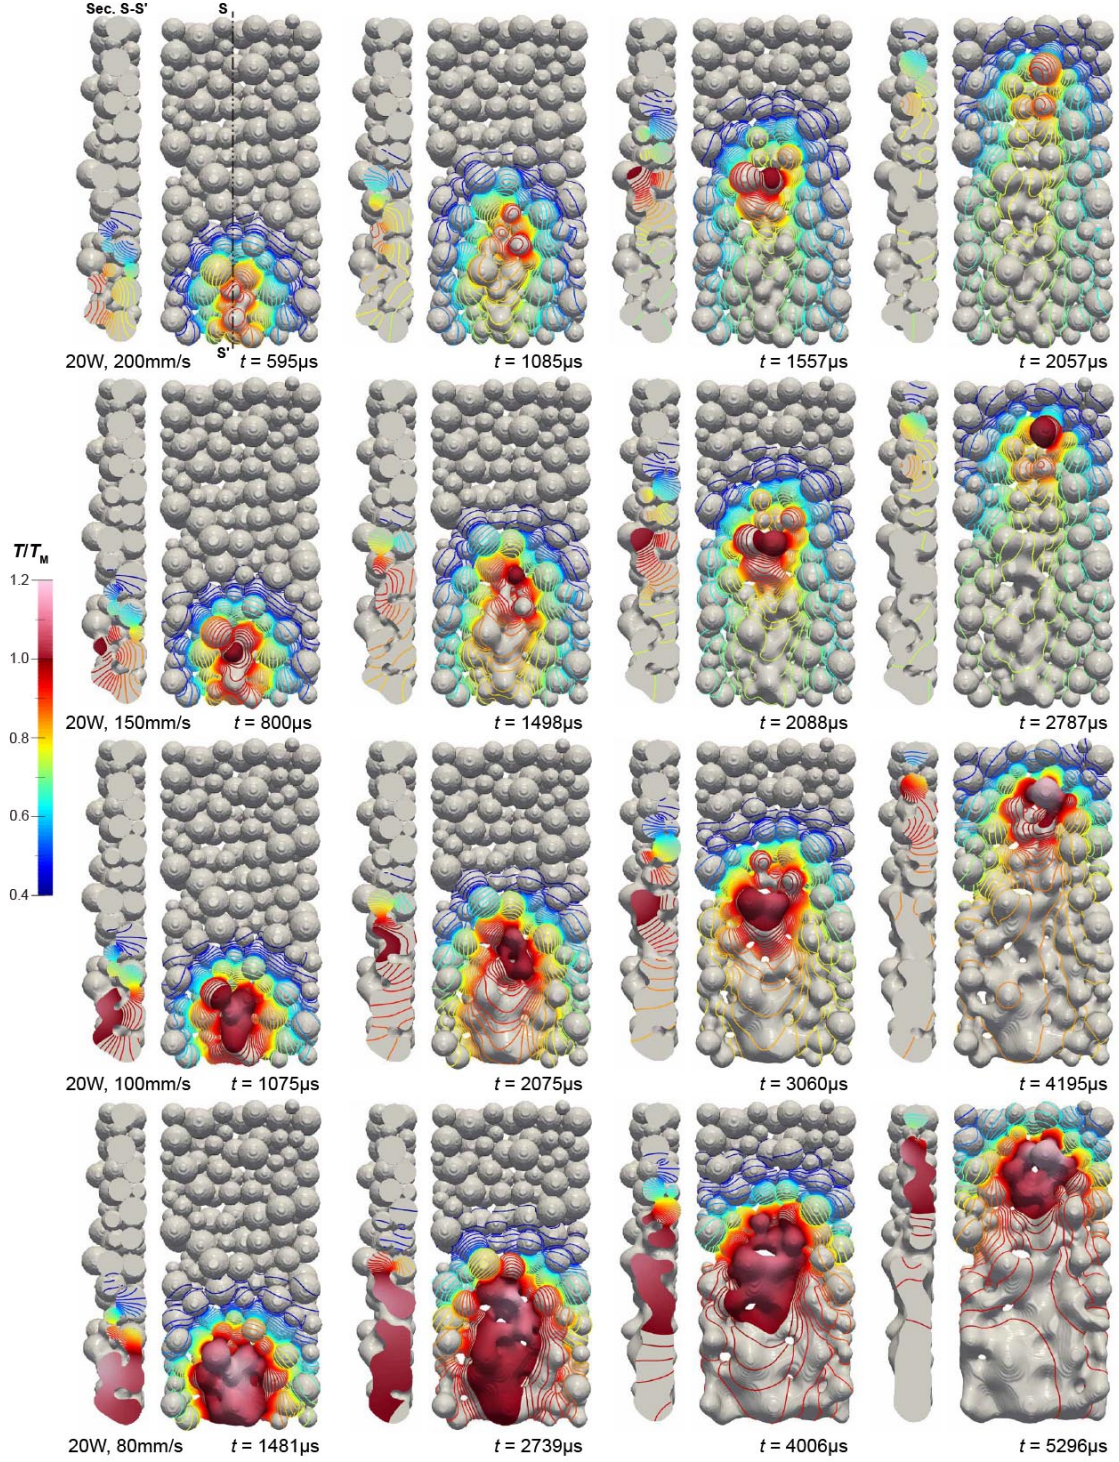 Sec. S-S'
S
S'
20W, 200mm/s
t = 595µs
t = 1085µs
t = 1557µs
t = 2057µs
20W, 150mm/s
t = 800µs
t = 1498µs
t = 2088µs
t = 2787µs
T/TM
1.2
1.0
0.8
0.6
0.4
20W, 100mm/s
t = 1075µs
t = 2075µs
t = 3060µs
t = 4195µs
20W, 80mm/s
t = 1481µs
t = 2739µs
t = 4006µs
t = 5296µs